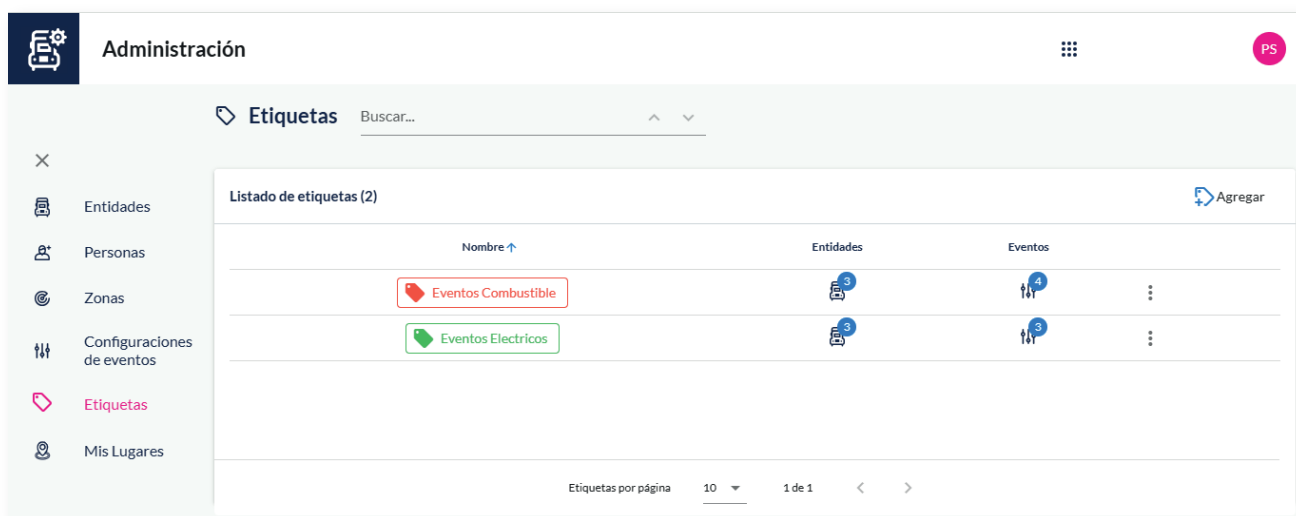 Administración
PS
Etiquetas
Buscar...
Entidades
Personas
Zonas
Configuraciones
de eventos
Etiquetas
Mis Lugares
Listado de etiquetas (2)
Agregar
Nombre Entidades Eventos
Eventos Combustible 3 4
Eventos Electricos 3 3
Etiquetas por página 10 1 de 1